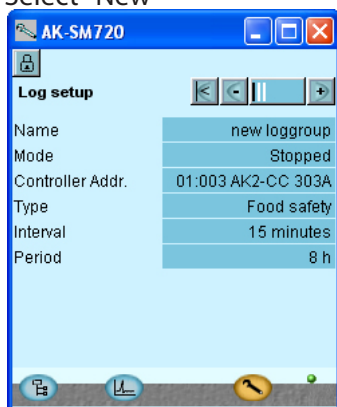 Select "New"
AK-SM720
Log setup
Name new loggroup
Mode Stopped
Controller Addr. 01:003 AK2-CC 303A
Type Food safety
Interval 15 minutes
Period 8 h